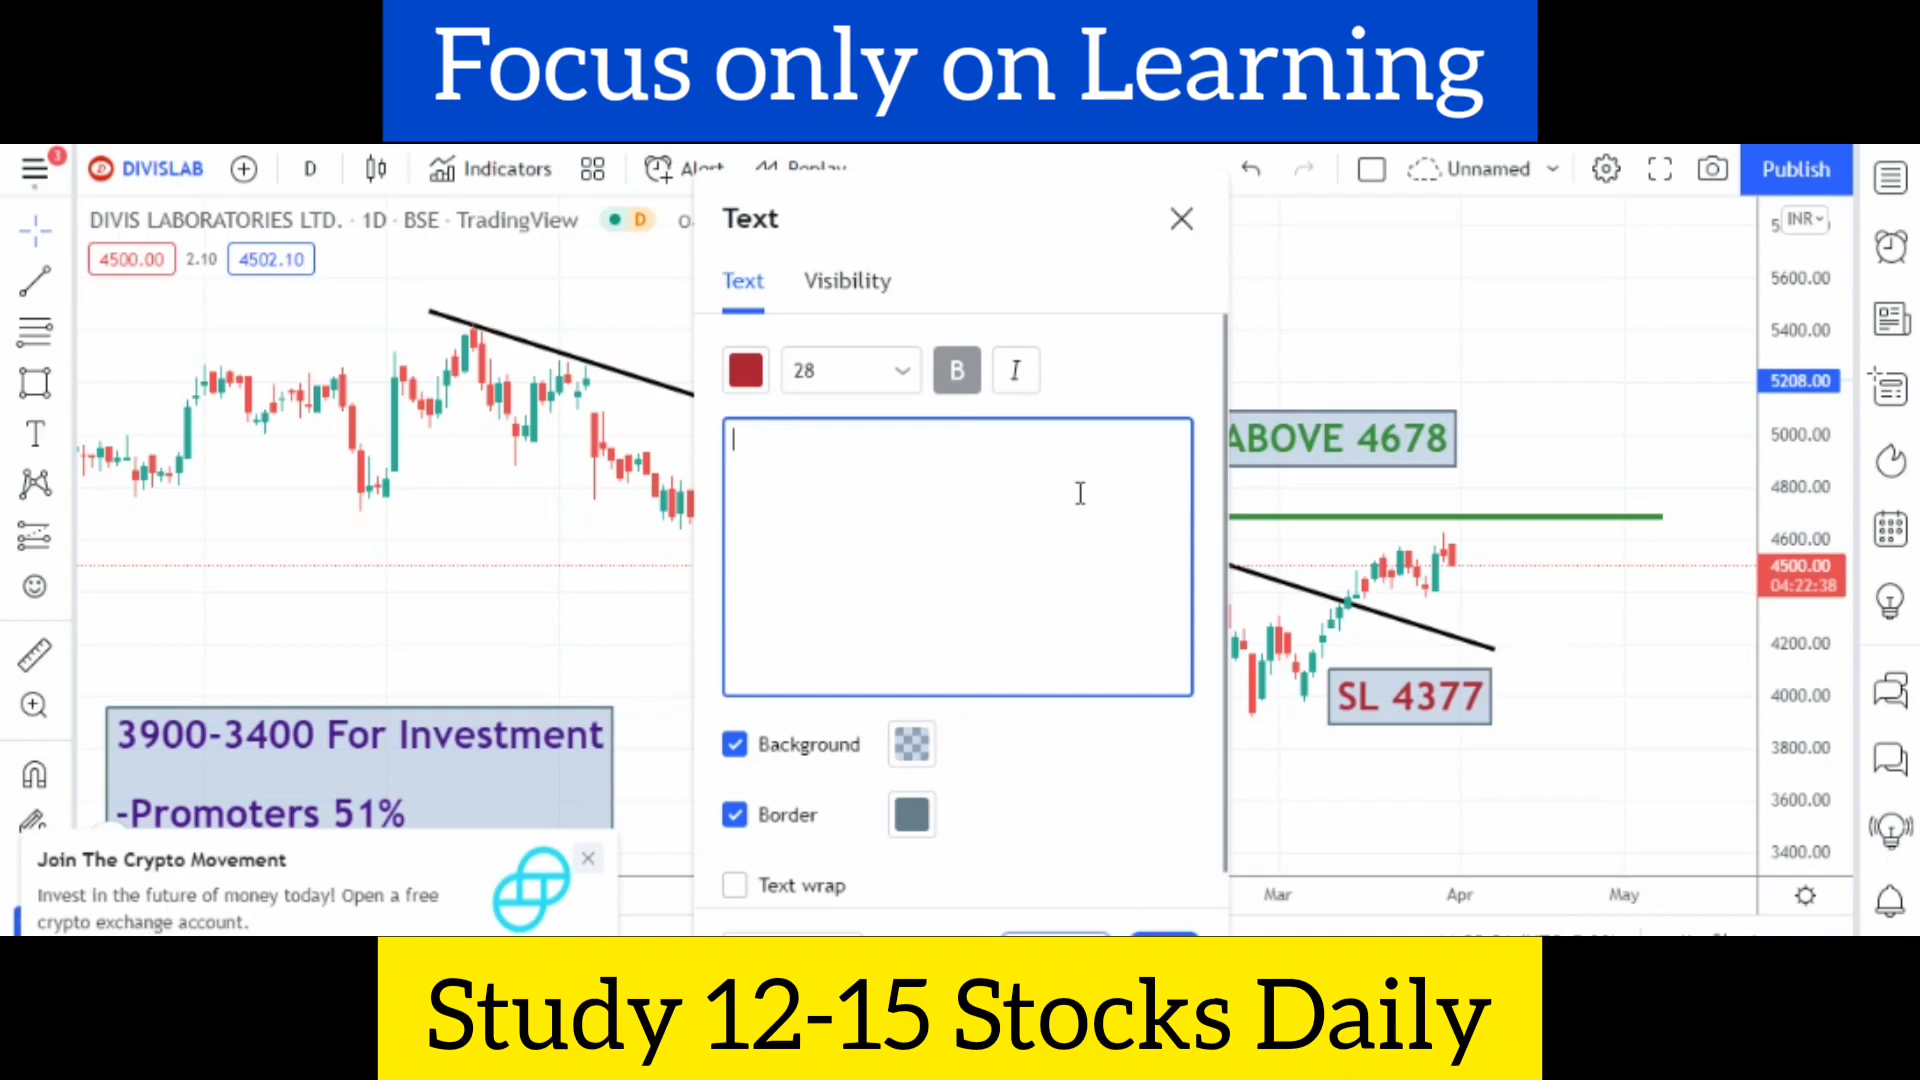 Focus only on Learning
3
DIVISLAB
D
Indicators
Alert
Replay
Unnamed
Publish
DIVIS LABORATORIES LTD. · 1D · BSE · TradingView
D
4500.00 2.10 4502.10
Text
Text Visibility
28
B I
Background
Border
Text wrap
ABOVE 4678
SL 4377
3900-3400 For Investment
-Promoters 51%
Join The Crypto Movement
Invest in the future of money today! Open a free
crypto exchange account.
INR
5600.00
5400.00
5208.00
5000.00
4800.00
4600.00
4500.00
04:22:38
4200.00
4000.00
3800.00
3600.00
3400.00
Mar Apr May
Study 12-15 Stocks Daily